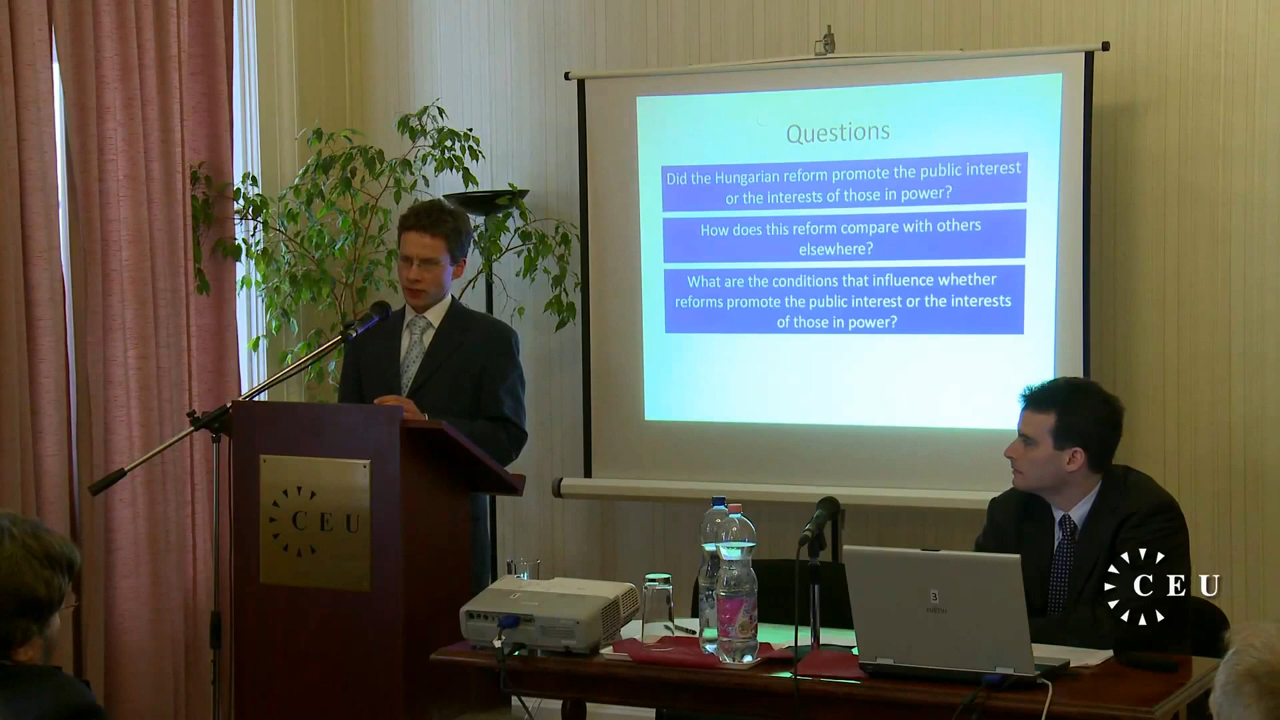 Questions
Did the Hungarian reform promote the public interest
or the interests of those in power?
How does this reform compare with others
elsewhere?
What are the conditions that influence whether
reforms promote the public interest or the interests
of those in power?
CEU
3
FUJITSU
CEU